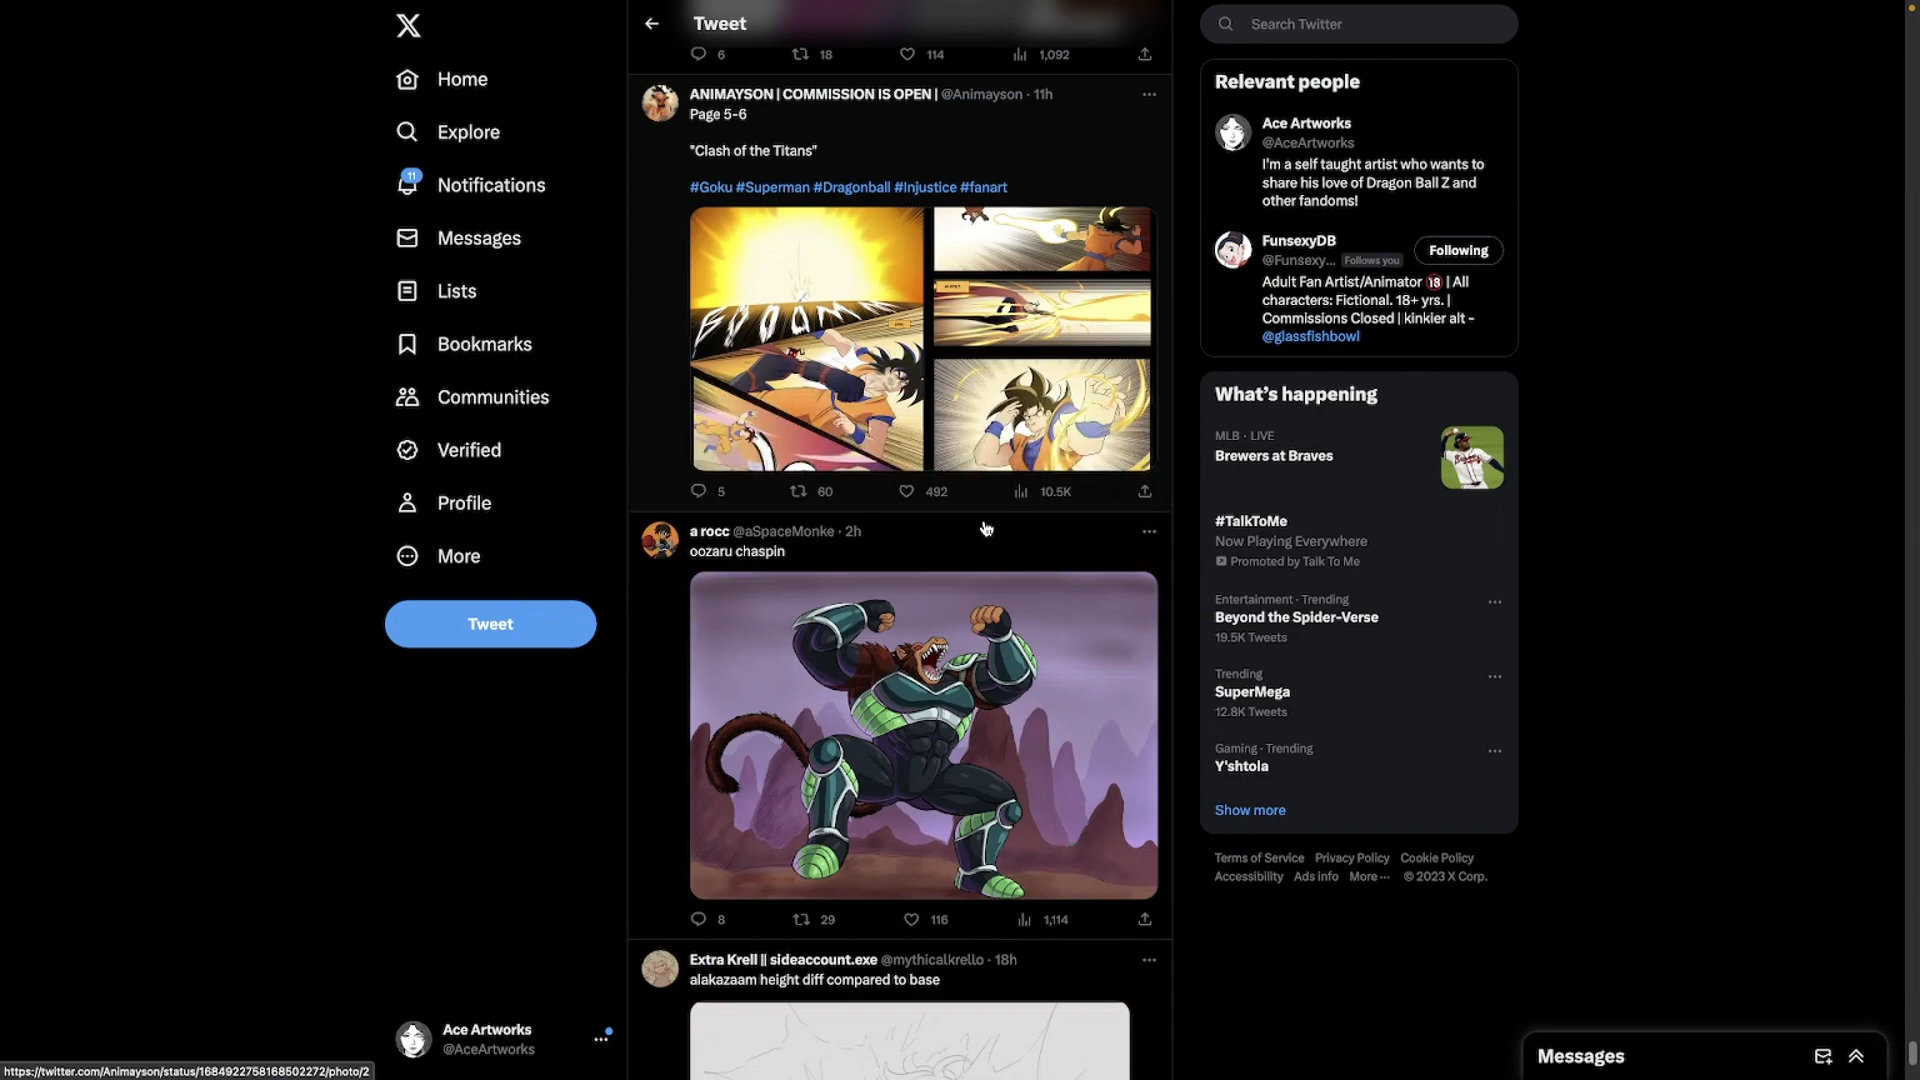 Home
Explore
11
Notifications
Messages
Lists
Bookmarks
Communities
Verified
Profile
More
Tweet
Ace Artworks
@AceArtworks
https://twitter.com/Animayson/status/1684922758168502272/photo/2
Tweet
6 18 114 1,092
ANIMAYSON | COMMISSION IS OPEN | @Animayson · 11h
Page 5-6
"Clash of the Titans"
#Goku #Superman #Dragonball #Injustice #fanart
BOOOM
5 60 492 10.5K
a rocc @aSpaceMonke · 2h
oozaru chaspin
8 29 116 1,114
Extra Krell || sideaccount.exe @mythicalkrello · 18h
alakazaam height diff compared to base
Search Twitter
Relevant people
Ace Artworks
@AceArtworks
I'm a self taught artist who wants to
share his love of Dragon Ball Z and
other fandoms!
FunsexyDB
@Funsexy... Follows you
Following
Adult Fan Artist/Animator 🔞 | All
characters: Fictional. 18+ yrs. |
Commissions Closed | kinkier alt -
@glassfishbowl
What's happening
MLB · LIVE
Brewers at Braves
#TalkToMe
Now Playing Everywhere
Promoted by Talk To Me
Entertainment · Trending
Beyond the Spider-Verse
19.5K Tweets
Trending
SuperMega
12.8K Tweets
Gaming · Trending
Y'shtola
Show more
Terms of Service Privacy Policy Cookie Policy
Accessibility Ads info More ··· © 2023 X Corp.
Messages